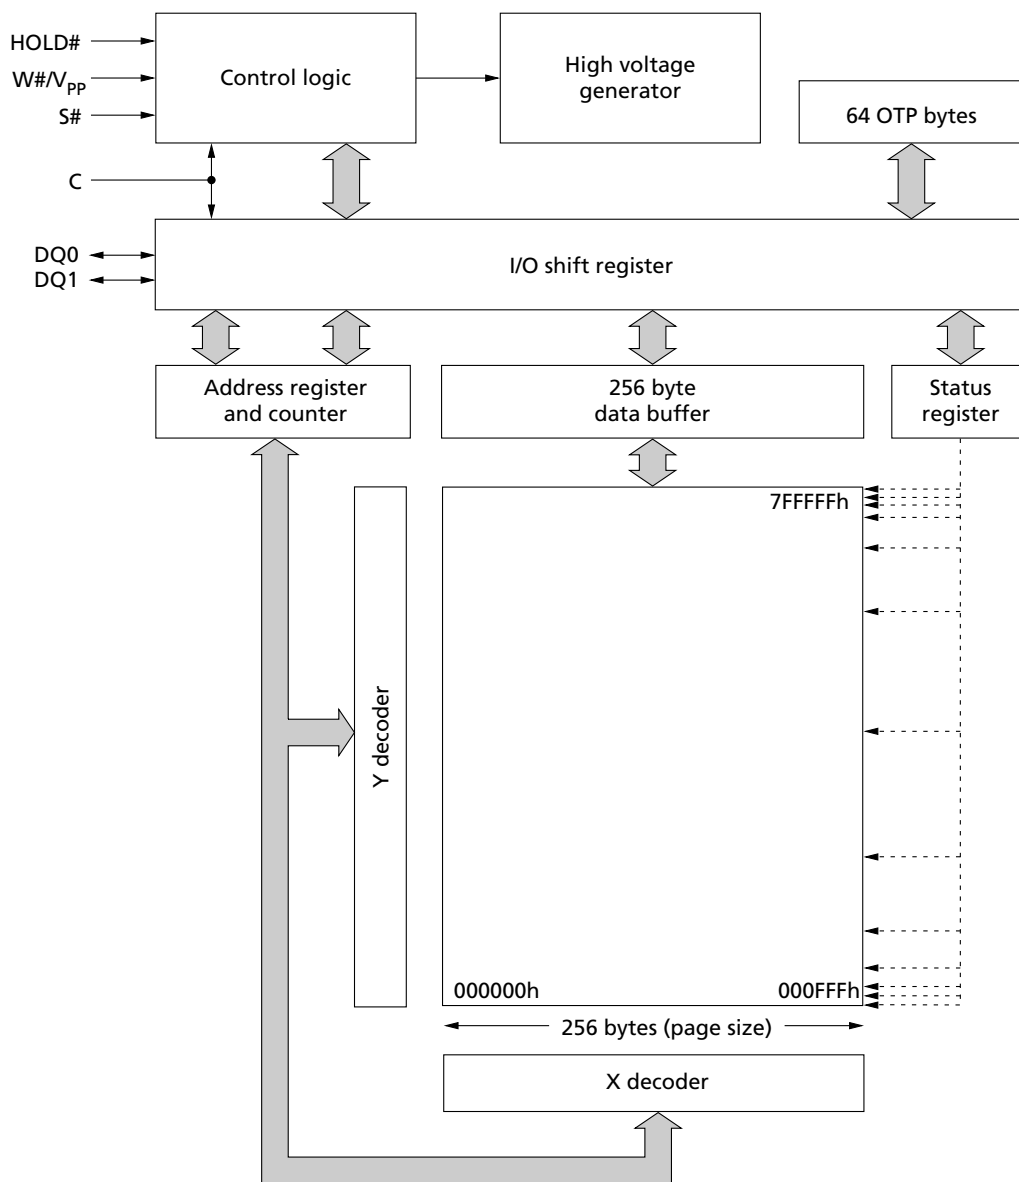 HOLD#
W#/VPP
S#
Control logic
High voltage
generator
64 OTP bytes
C
DQ0
DQ1
I/O shift register
Address register
and counter
256 byte
data buffer
Status
register
7FFFFFh
Y decoder
000000h
000FFFh
256 bytes (page size)
X decoder